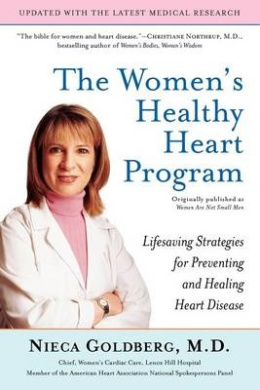 UPDATED WITH THE LATEST MEDICAL RESEARCH
"The bible for women and heart disease."—CHRISTIANE NORTHRUP, M.D.,
bestselling author of Women's Bodies, Women's Wisdom
The Women's
Healthy
Heart
Program
Originally published as
Women Are Not Small Men
Lifesaving Strategies
for Preventing
and Healing
Heart Disease
NIECA GOLDBERG, M.D.
Chief, Women's Cardiac Care, Lenox Hill Hospital
Member of the American Heart Association National Spokespersons Panel